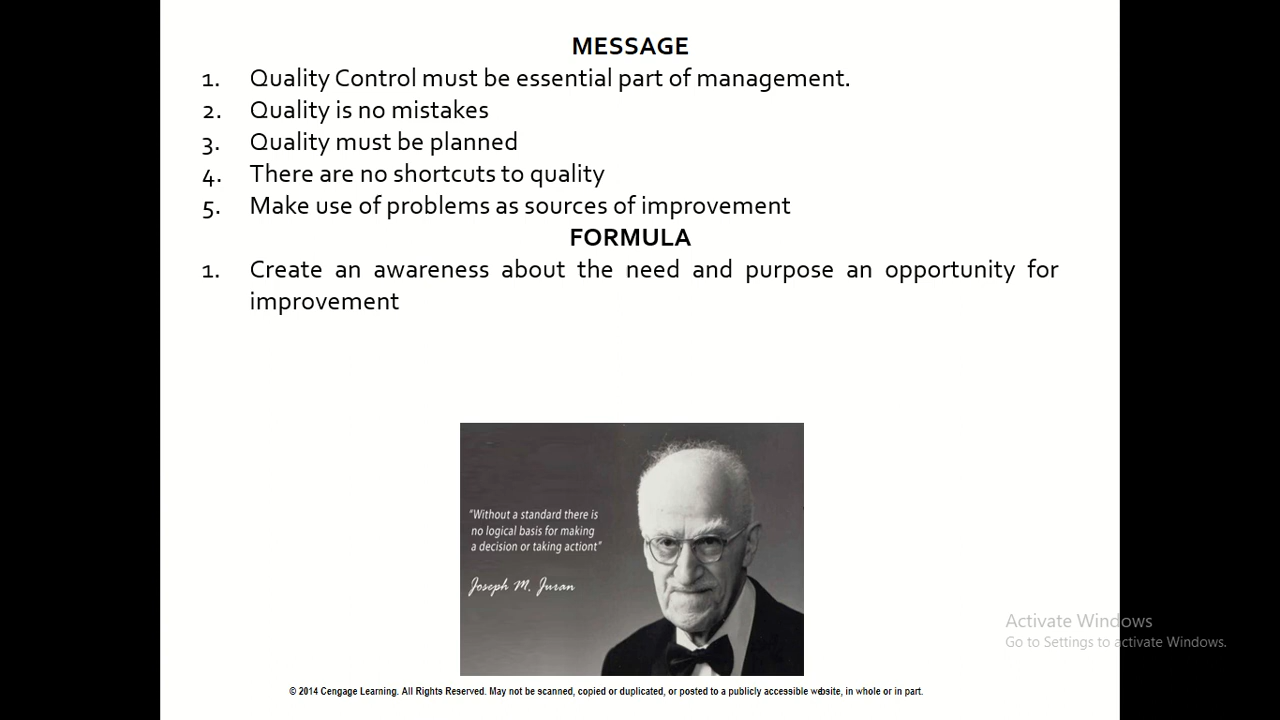 MESSAGE
1. Quality Control must be essential part of management.
2. Quality is no mistakes
3. Quality must be planned
4. There are no shortcuts to quality
5. Make use of problems as sources of improvement
FORMULA
1. Create an awareness about the need and purpose an opportunity for
improvement
"Without a standard there is
no logical basis for making
a decision or taking actiont"
Joseph M. Juran
Activate Windows
Go to Settings to activate Windows.
© 2014 Cengage Learning. All Rights Reserved. May not be scanned, copied or duplicated, or posted to a publicly accessible website, in whole or in part.